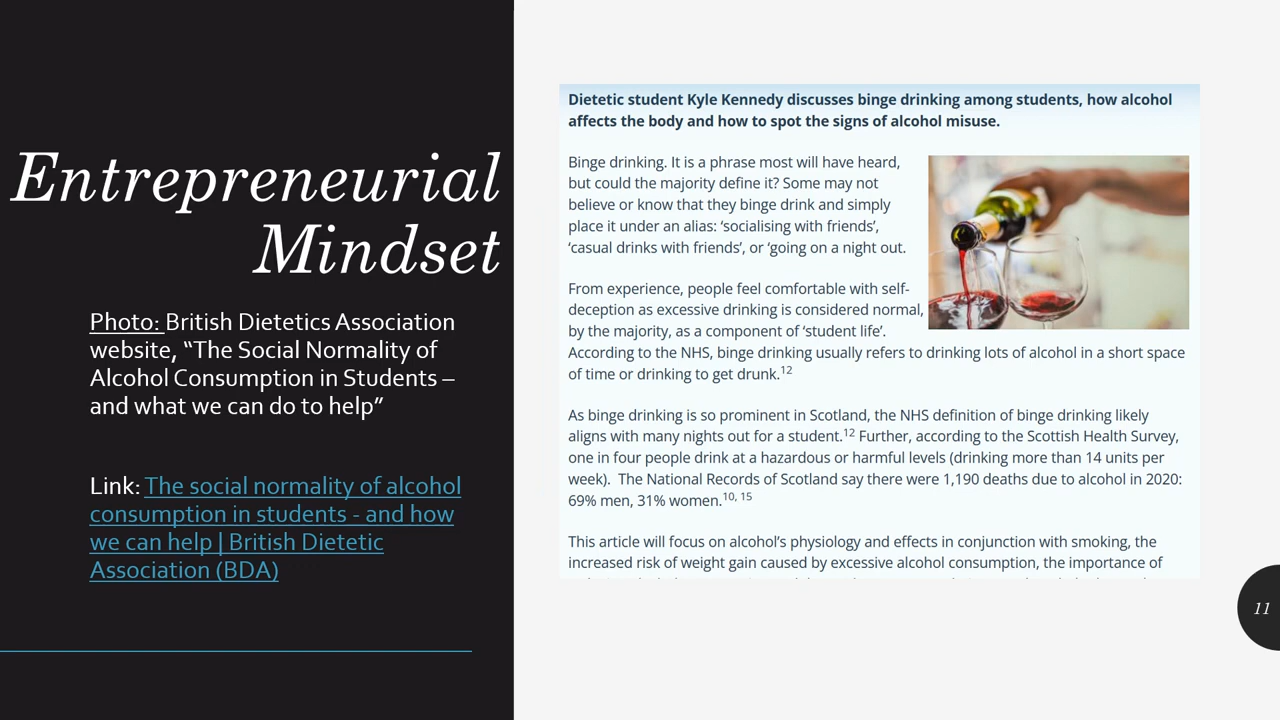 Entrepreneurial
Mindset
Photo: British Dietetics Association
website, “The Social Normality of
Alcohol Consumption in Students –
and what we can do to help”
Link: The social normality of alcohol
consumption in students - and how
we can help | British Dietetic
Association (BDA)
Dietetic student Kyle Kennedy discusses binge drinking among students, how alcohol
affects the body and how to spot the signs of alcohol misuse.
Binge drinking. It is a phrase most will have heard,
but could the majority define it? Some may not
believe or know that they binge drink and simply
place it under an alias: ‘socialising with friends’,
‘casual drinks with friends’, or ‘going on a night out.
From experience, people feel comfortable with self-
deception as excessive drinking is considered normal,
by the majority, as a component of ‘student life’.
According to the NHS, binge drinking usually refers to drinking lots of alcohol in a short space
of time or drinking to get drunk.12
As binge drinking is so prominent in Scotland, the NHS definition of binge drinking likely
aligns with many nights out for a student.12 Further, according to the Scottish Health Survey,
one in four people drink at a hazardous or harmful levels (drinking more than 14 units per
week).  The National Records of Scotland say there were 1,190 deaths due to alcohol in 2020:
69% men, 31% women.10, 15
This article will focus on alcohol’s physiology and effects in conjunction with smoking, the
increased risk of weight gain caused by excessive alcohol consumption, the importance of
11